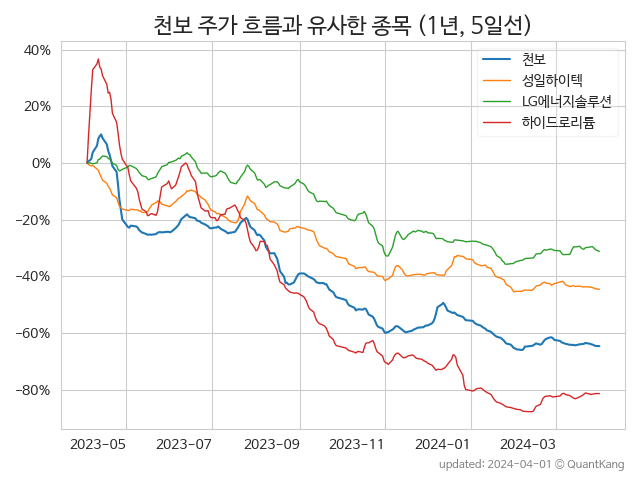 천보 주가 흐름과 유사한 종목 (1년, 5일선)
40%
20%
0%
−20%
−40%
−60%
−80%
천보
성일하이텍
LG에너지솔루션
하이드로리튬
2023−05
2023−07
2023−09
2023−11
2024−01
2024−03
updated: 2024-04-01 © QuantKang